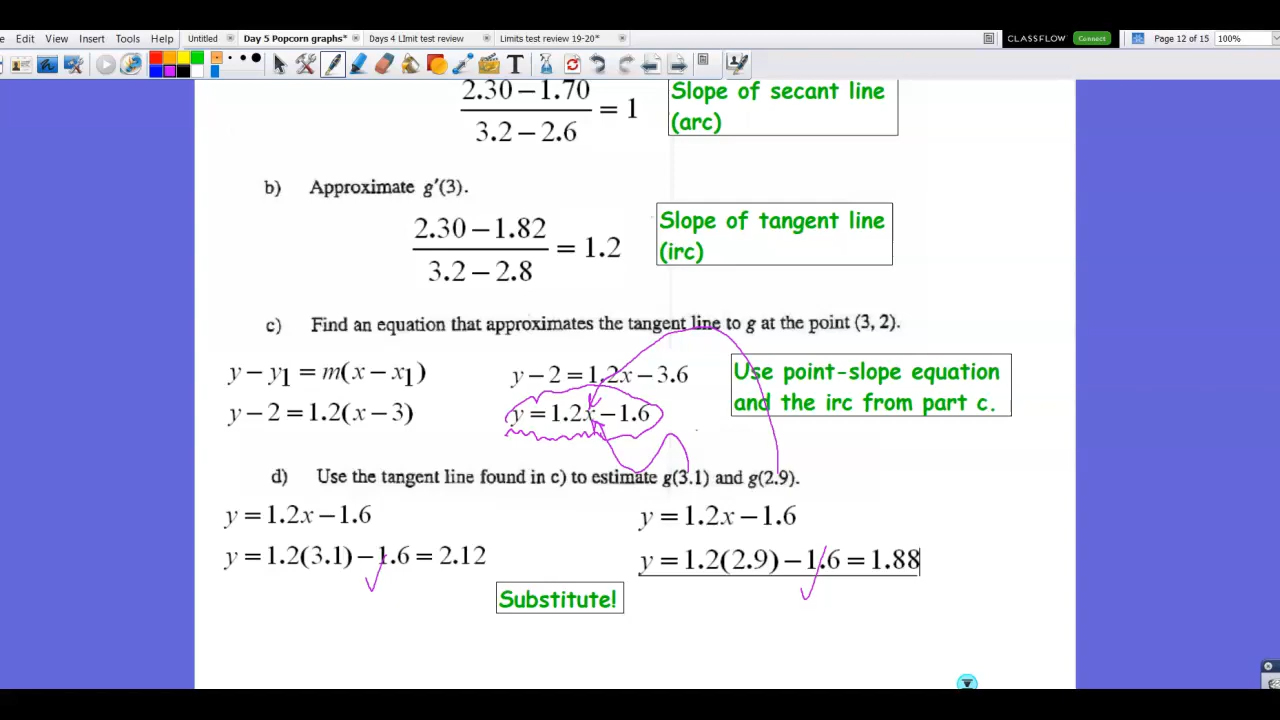 Edit View Insert Tools Help Untitled Day 5 Popcorn graphs* Days 4 LImit test review Limits test review 19-20* CLASSFLOW Connect Page 12 of 15 100%
2.30 − 1.70
3.2 − 2.6
= 1
Slope of secant line
(arc)
b) Approximate g′(3).
2.30 − 1.82
3.2 − 2.8
= 1.2
Slope of tangent line
(irc)
c) Find an equation that approximates the tangent line to g at the point (3, 2).
y − y₁ = m(x − x₁)
y − 2 = 1.2(x − 3)
y − 2 = 1.2x − 3.6
y = 1.2x − 1.6
Use point-slope equation
and the irc from part c.
d) Use the tangent line found in c) to estimate g(3.1) and g(2.9).
y = 1.2x − 1.6
y = 1.2(3.1) − 1.6 = 2.12
y = 1.2x − 1.6
y = 1.2(2.9) − 1.6 = 1.88
Substitute!